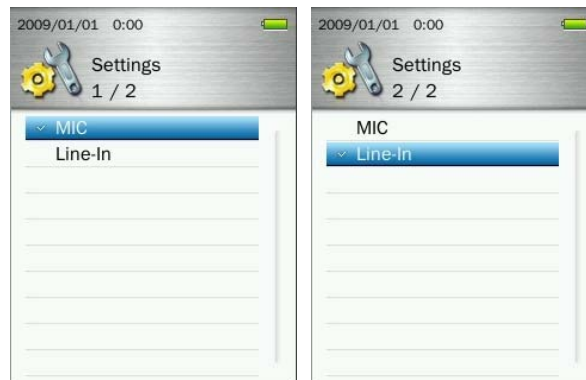 2009/01/01 0:00
Settings
1 / 2
MIC
Line-In
2009/01/01 0:00
Settings
2 / 2
MIC
Line-In